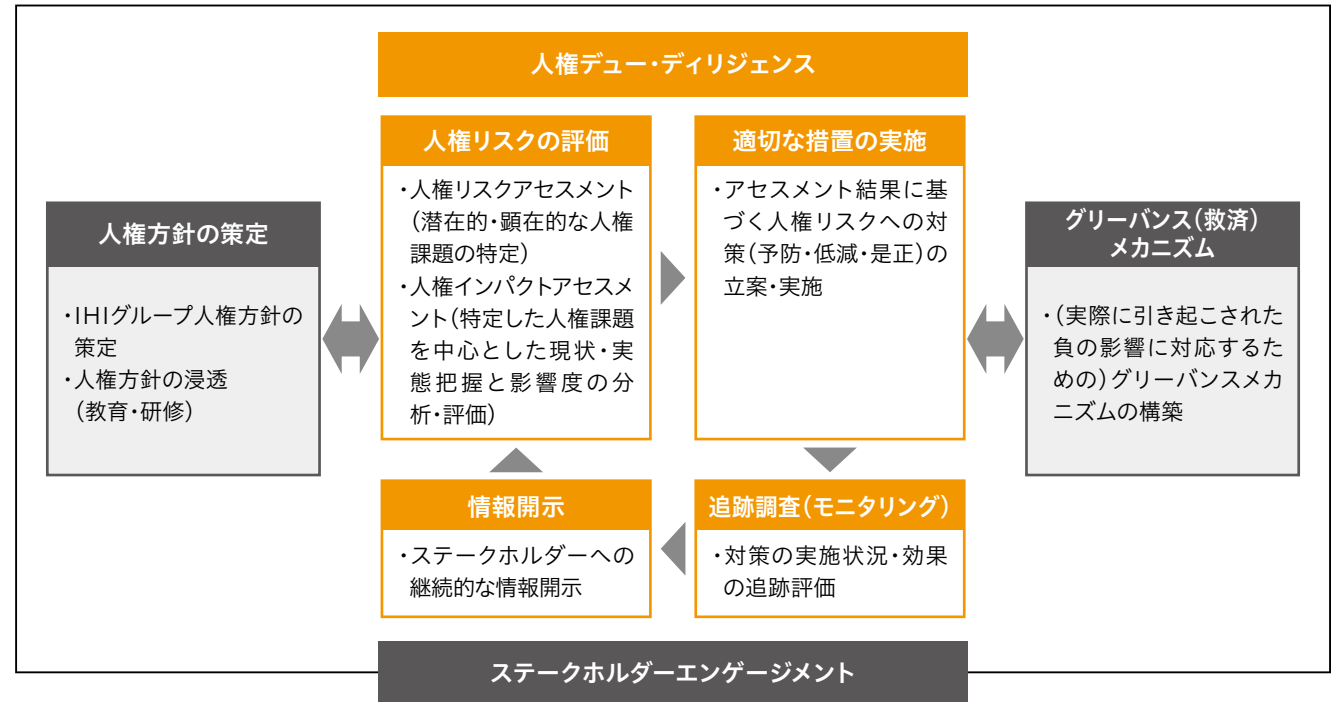 人権デュー・ディリジェンス
人権方針の策定
・IHIグループ人権方針の
策定
・人権方針の浸透
(教育・研修)
人権リスクの評価
・人権リスクアセスメント
(潜在的・顕在的な人権
課題の特定)
・人権インパクトアセスメ
ント(特定した人権課題
を中心とした現状・実
態把握と影響度の分
析・評価)
適切な措置の実施
・アセスメント結果に基
づく人権リスクへの対
策(予防・低減・是正)の
立案・実施
追跡調査(モニタリング)
・対策の実施状況・効果
の追跡評価
情報開示
・ステークホルダーへの
継続的な情報開示
グリーバンス(救済)
メカニズム
・(実際に引き起こされた
負の影響に対応するた
めの)グリーバンスメカ
ニズムの構築
ステークホルダーエンゲージメント